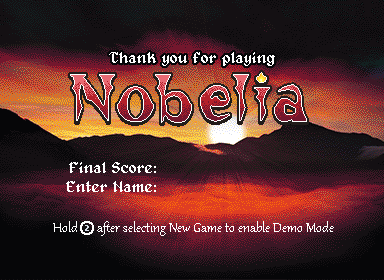 Thank you for playing
Nobelia
Final Score:
Enter Name:
Hold 2 after selecting New Game to enable Demo Mode